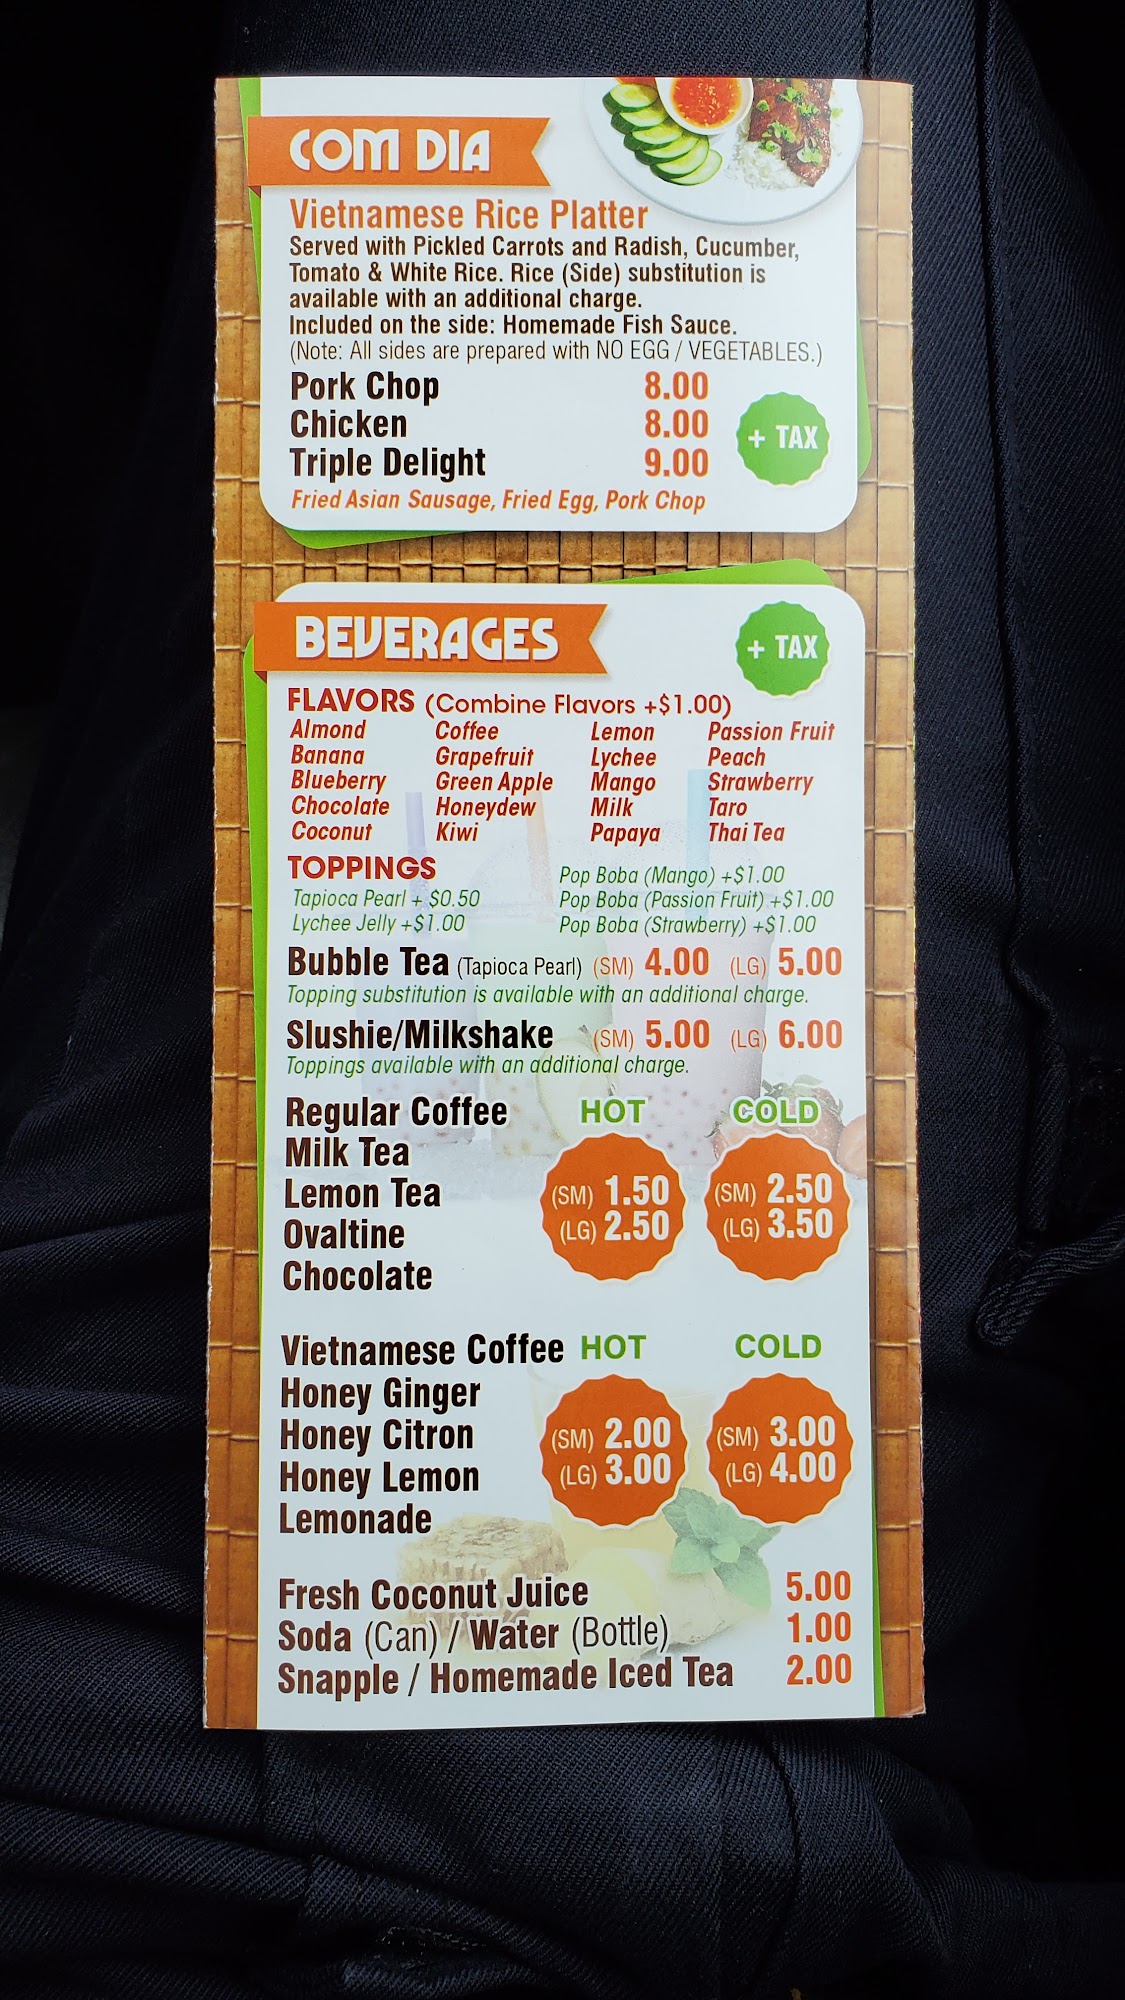 COM DIA
Vietnamese Rice Platter
Served with Pickled Carrots and Radish, Cucumber,
Tomato & White Rice. Rice (Side) substitution is
available with an additional charge.
Included on the side: Homemade Fish Sauce.
(Note: All sides are prepared with NO EGG / VEGETABLES.)
Pork Chop 8.00
Chicken 8.00
+ TAX
Triple Delight 9.00
Fried Asian Sausage, Fried Egg, Pork Chop
BEVERAGES + TAX
FLAVORS (Combine Flavors +$1.00)
Almond Coffee Lemon Passion Fruit
Banana Grapefruit Lychee Peach
Blueberry Green Apple Mango Strawberry
Chocolate Honeydew Milk Taro
Coconut Kiwi Papaya Thai Tea
TOPPINGS Pop Boba (Mango) +$1.00
Tapioca Pearl + $0.50 Pop Boba (Passion Fruit) +$1.00
Lychee Jelly +$1.00 Pop Boba (Strawberry) +$1.00
Bubble Tea (Tapioca Pearl) (SM) 4.00 (LG) 5.00
Topping substitution is available with an additional charge.
Slushie/Milkshake (SM) 5.00 (LG) 6.00
Toppings available with an additional charge.
Regular Coffee HOT COLD
Milk Tea
Lemon Tea (SM) 1.50 (SM) 2.50
Ovaltine (LG) 2.50 (LG) 3.50
Chocolate
Vietnamese Coffee HOT COLD
Honey Ginger
Honey Citron (SM) 2.00 (SM) 3.00
Honey Lemon (LG) 3.00 (LG) 4.00
Lemonade
Fresh Coconut Juice 5.00
Soda (Can) / Water (Bottle) 1.00
Snapple / Homemade Iced Tea 2.00